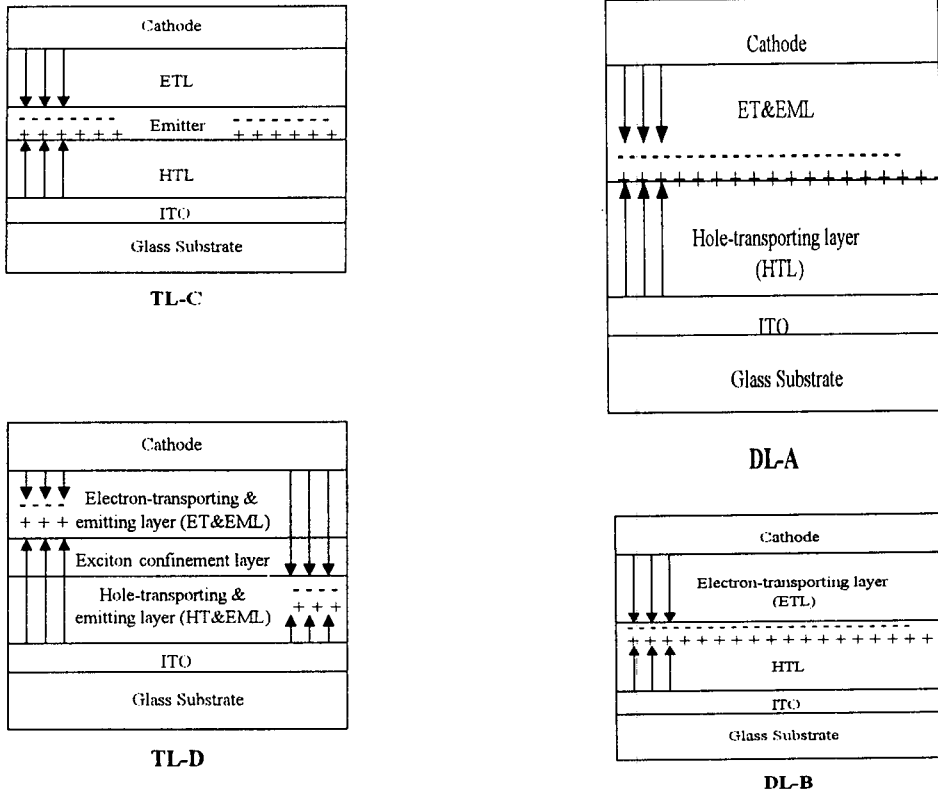 Cathode
ETL
Emitter
HTL
ITO
Glass Substrate
TL-C
Cathode
ET&EML
Hole-transporting layer
(HTL)
ITO
Glass Substrate
DL-A
Cathode
Electron-transporting &
emitting layer (ET&EML)
Exciton confinement layer
Hole-transporting &
emitting layer (HT&EML)
ITO
Glass Substrate
TL-D
Cathode
Electron-transporting layer
(ETL)
HTL
ITO
Glass Substrate
DL-B